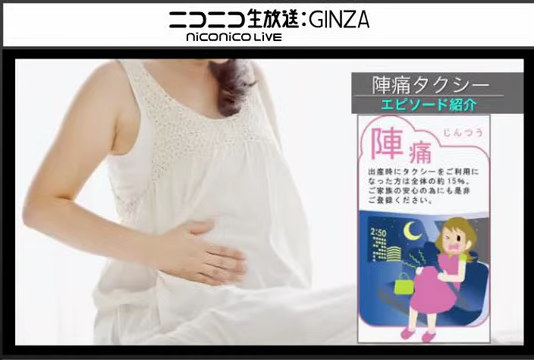 ニコニコ生放送:GINZA
niconico LIVE
陣痛タクシー
エピソード紹介
陣痛
じんつう
出産時にタクシーをご利用に
なった方は全体の約15%。
ご家族の安心の為にも是非
ご登録ください。
2:50